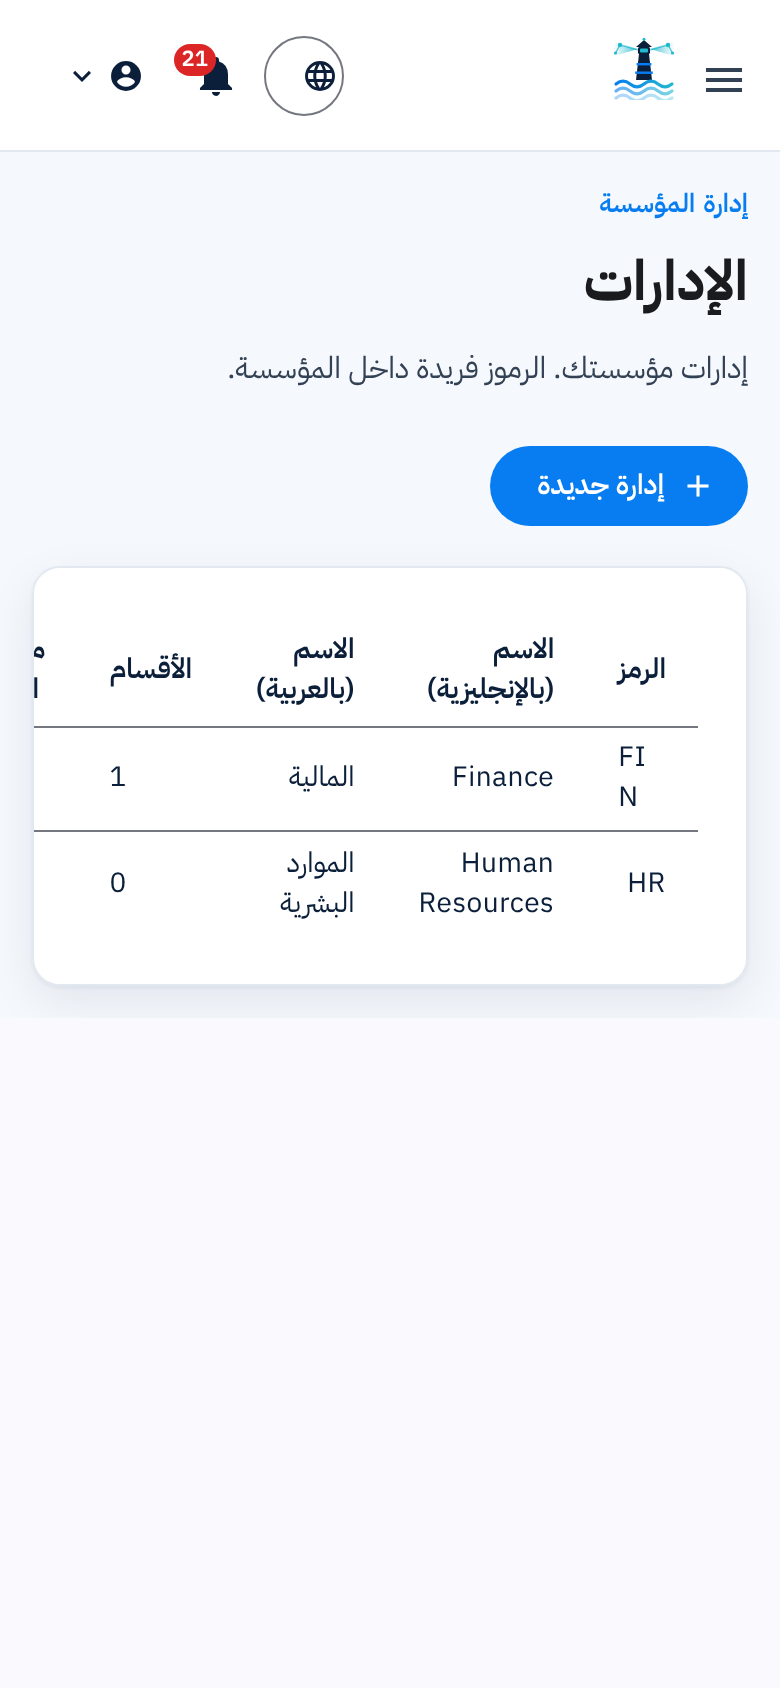 21
إدارة المؤسسة
الإدارات
إدارات مؤسستك. الرموز فريدة داخل المؤسسة.
+ إدارة جديدة
الرمز الاسم (بالإنجليزية) الاسم (بالعربية) الأقسام
FIN Finance المالية 1
HR Human Resources الموارد البشرية 0